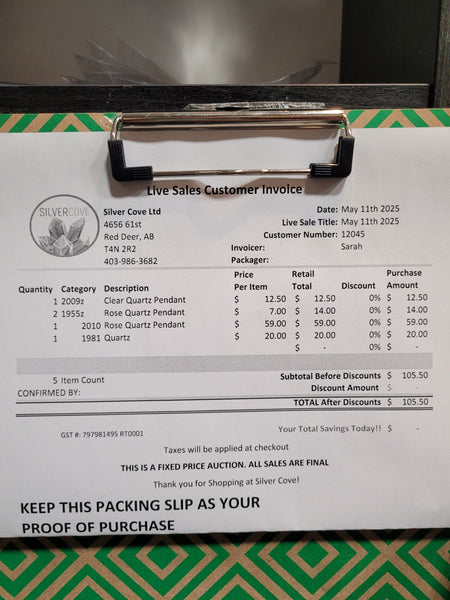 Live Sales Customer Invoice
SILVERCOVE
Silver Cove Ltd
4656 61st
Red Deer, AB
T4N 2R2
403-986-3682
Date: May 11th 2025
Live Sale Title: May 11th 2025
Customer Number: 12045
Invoicer: Sarah
Packager:
Quantity Category Description Price Per Item Retail Total Discount Purchase Amount
1 2009z Clear Quartz Pendant $ 12.50 $ 12.50 0% $ 12.50
2 1955z Rose Quartz Pendant $ 7.00 $ 14.00 0% $ 14.00
1 2010 Rose Quartz Pendant $ 59.00 $ 59.00 0% $ 59.00
1 1981 Quartz $ 20.00 $ 20.00 0% $ 20.00
$ - 0% $ -
5 Item Count Subtotal Before Discounts $ 105.50
CONFIRMED BY: Discount Amount $ -
TOTAL After Discounts $ 105.50
GST #: 797981495 RT0001 Your Total Savings Today!! $ -
Taxes will be applied at checkout
THIS IS A FIXED PRICE AUCTION. ALL SALES ARE FINAL
Thank you for Shopping at Silver Cove!
KEEP THIS PACKING SLIP AS YOUR
PROOF OF PURCHASE